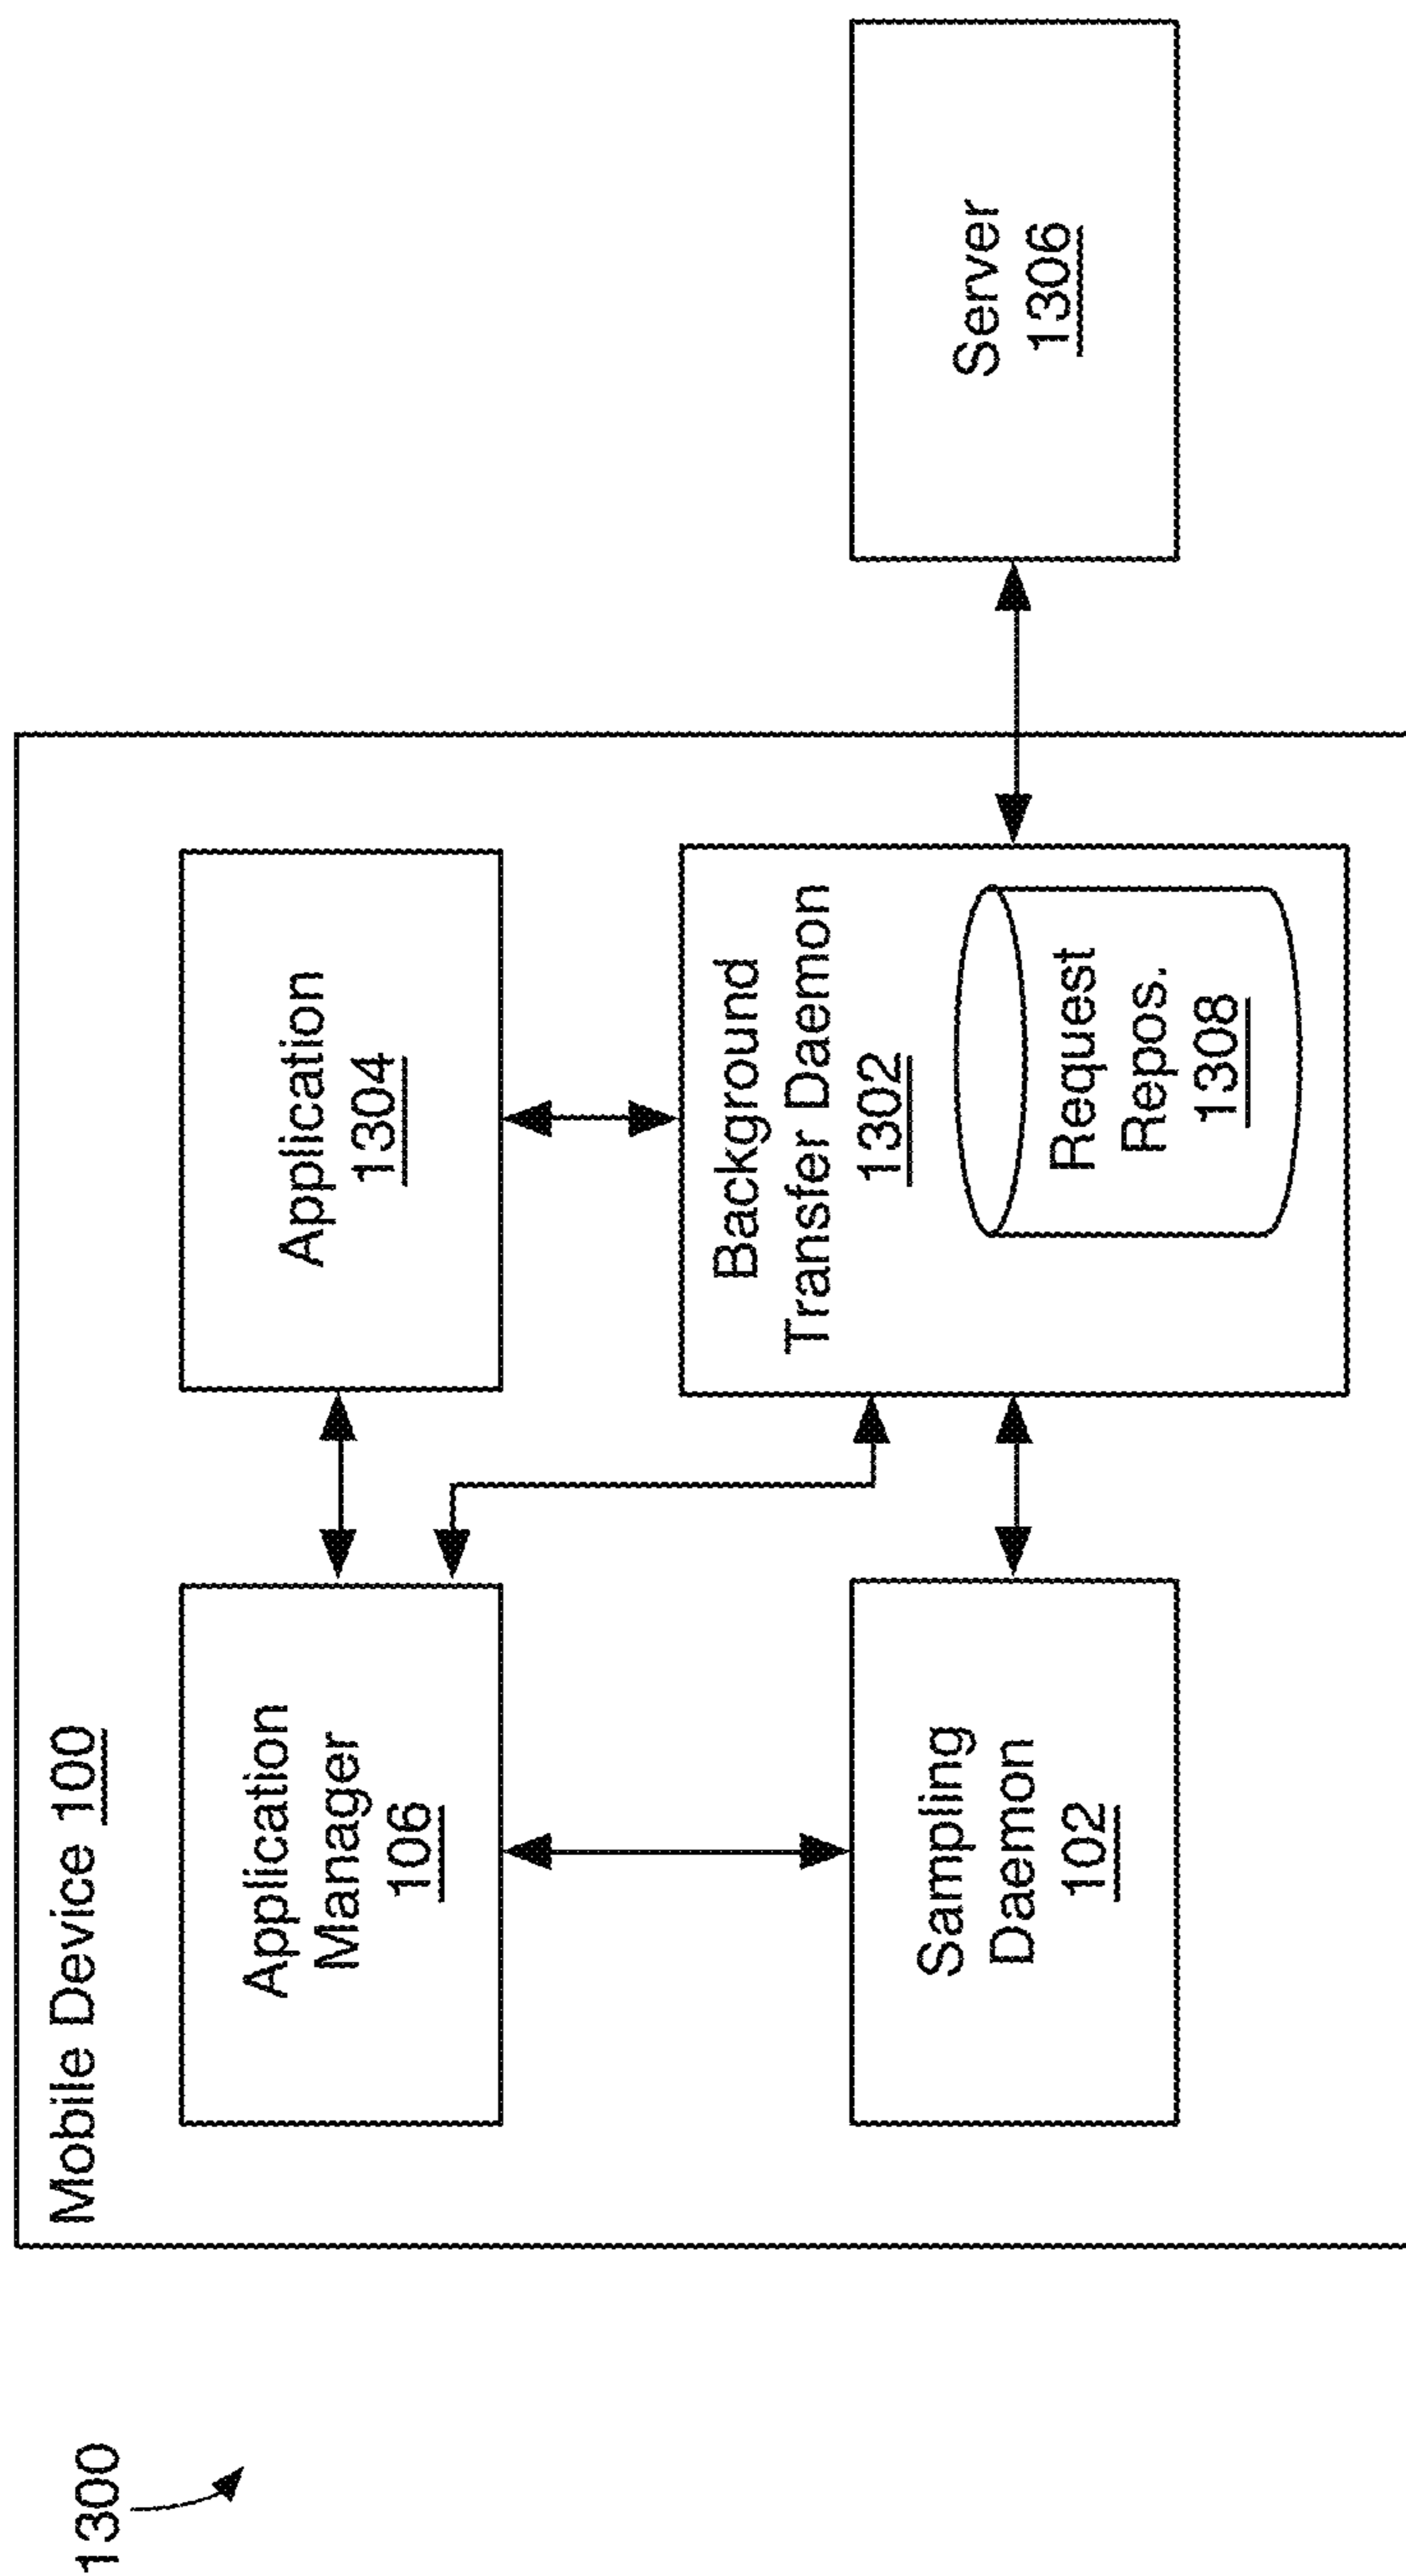 1300
Mobile Device 100
Application
Manager
106
Application
1304
Sampling
Daemon
102
Background
Transfer Daemon
1302
Request
Repos.
1308
Server
1306